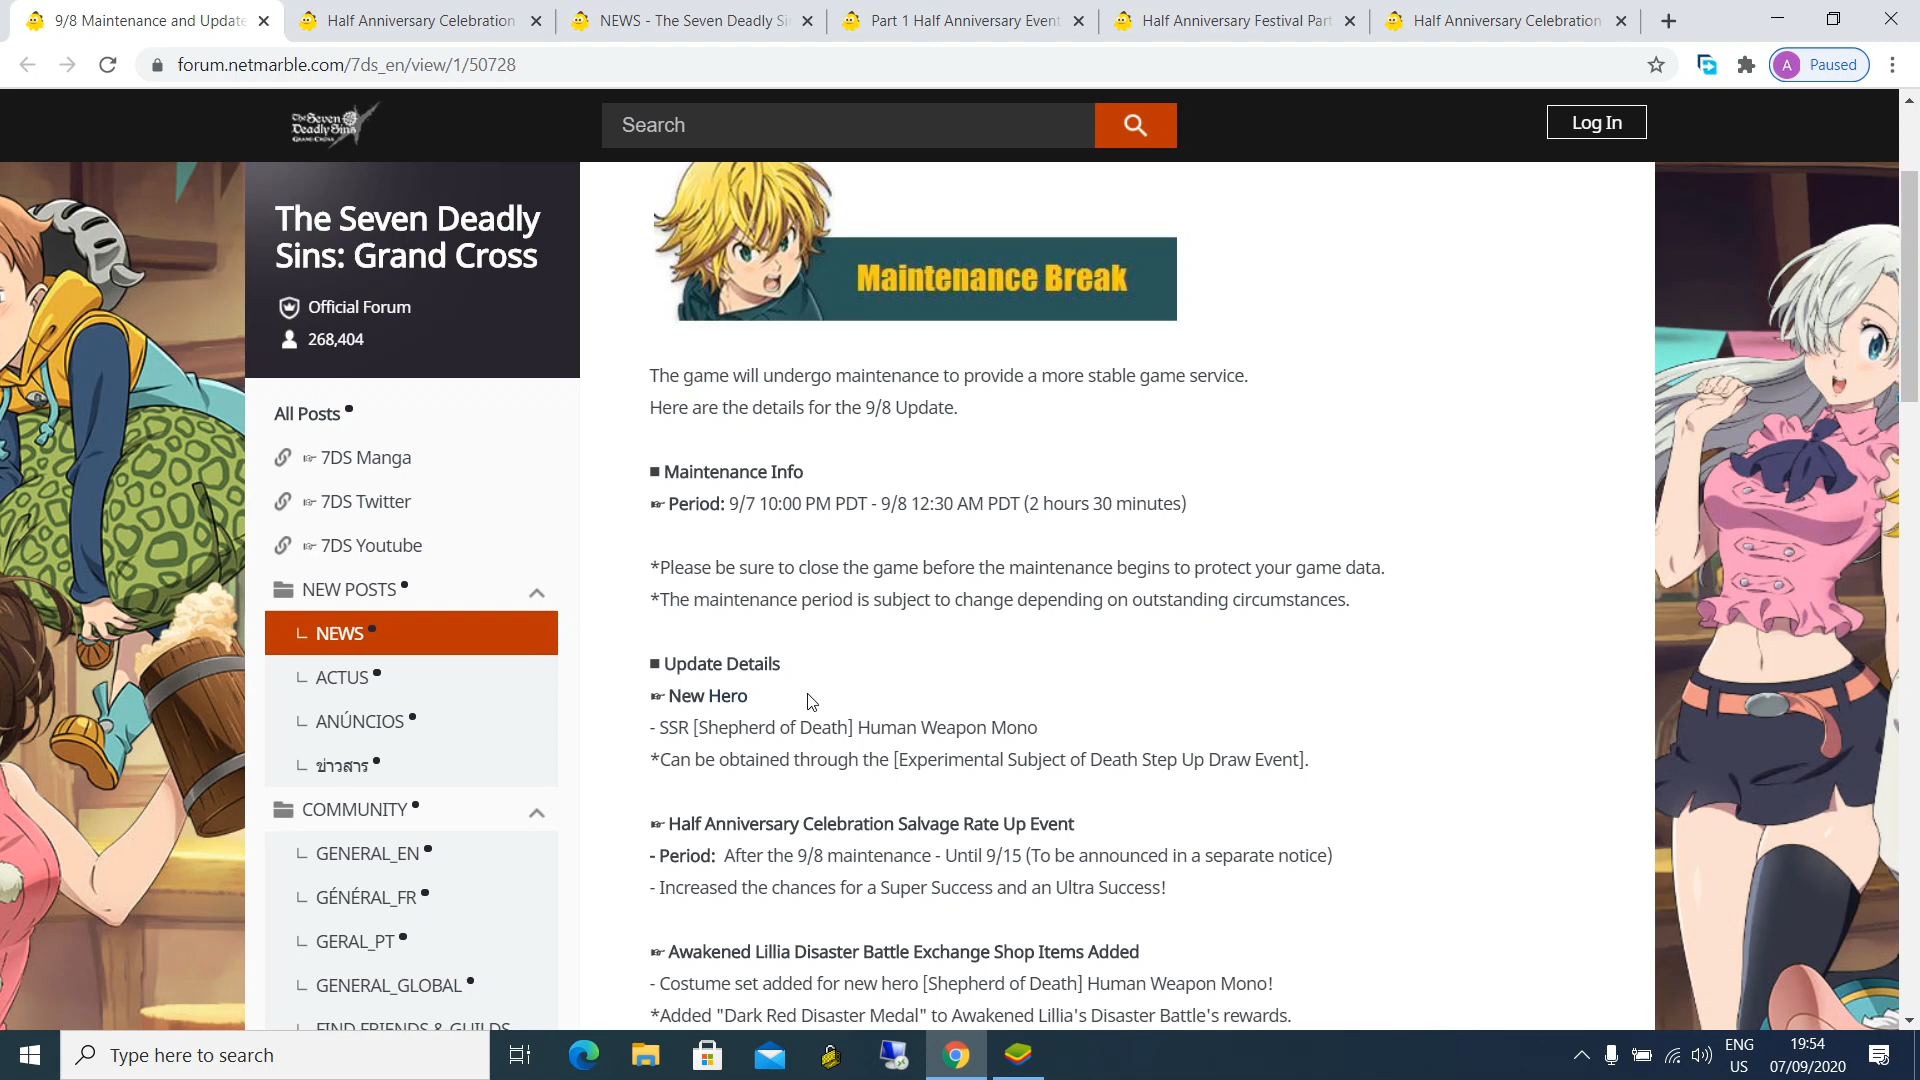 9/8 Maintenance and Update
Half Anniversary Celebration
NEWS - The Seven Deadly Si
Part 1 Half Anniversary Event
Half Anniversary Festival Part
Half Anniversary Celebration
forum.netmarble.com/7ds_en/view/1/50728
A Paused
The Seven
Deadly Sins
GRAND CROSS
Search
Log In
The Seven Deadly
Sins: Grand Cross
Official Forum
268,404
All Posts
☞ 7DS Manga
☞ 7DS Twitter
☞ 7DS Youtube
NEW POSTS
NEWS
ACTUS
ANÚNCIOS
ข่าวสาร
COMMUNITY
GENERAL_EN
GÉNÉRAL_FR
GERAL_PT
GENERAL_GLOBAL
FIND FRIENDS & GUILDS
Maintenance Break
The game will undergo maintenance to provide a more stable game service.
Here are the details for the 9/8 Update.
■ Maintenance Info
☞ Period: 9/7 10:00 PM PDT - 9/8 12:30 AM PDT (2 hours 30 minutes)
*Please be sure to close the game before the maintenance begins to protect your game data.
*The maintenance period is subject to change depending on outstanding circumstances.
■ Update Details
☞ New Hero
- SSR [Shepherd of Death] Human Weapon Mono
*Can be obtained through the [Experimental Subject of Death Step Up Draw Event].
☞ Half Anniversary Celebration Salvage Rate Up Event
- Period: After the 9/8 maintenance - Until 9/15 (To be announced in a separate notice)
- Increased the chances for a Super Success and an Ultra Success!
☞ Awakened Lillia Disaster Battle Exchange Shop Items Added
- Costume set added for new hero [Shepherd of Death] Human Weapon Mono!
*Added "Dark Red Disaster Medal" to Awakened Lillia's Disaster Battle's rewards.
Type here to search
ENG
US
19:54
07/09/2020